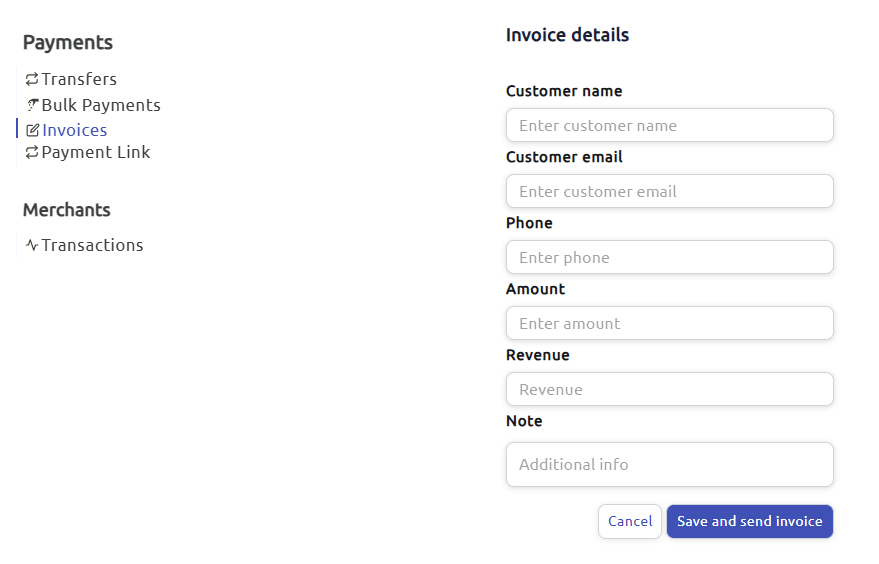 Payments
Transfers
Bulk Payments
Invoices
Payment Link
Merchants
Transactions
Invoice details
Customer name
Enter customer name
Customer email
Enter customer email
Phone
Enter phone
Amount
Enter amount
Revenue
Revenue
Note
Additional info
Cancel
Save and send invoice